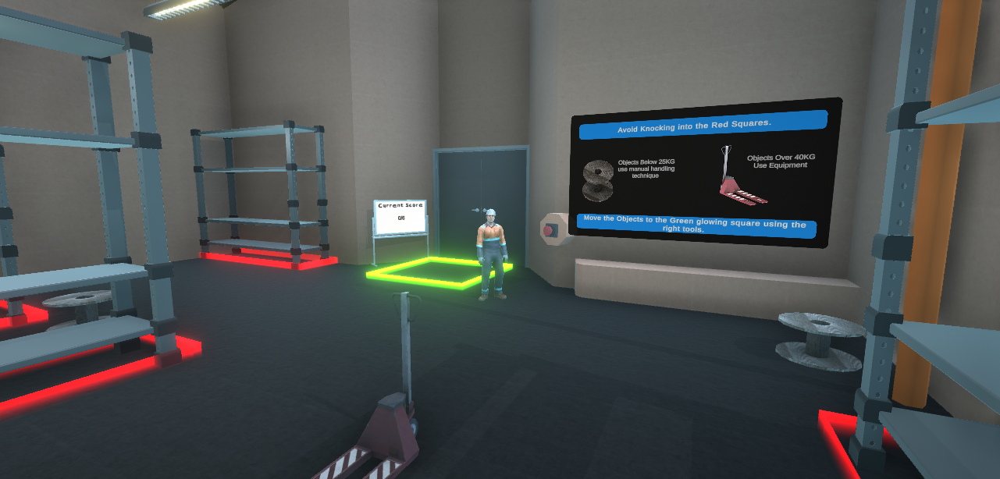 Current Score
0/6
Avoid Knocking into the Red Squares.
Objects Below 25KG
use manual handling
technique
Objects Over 40KG
Use Equipment
Move the Objects to the Green glowing square using the
right tools.